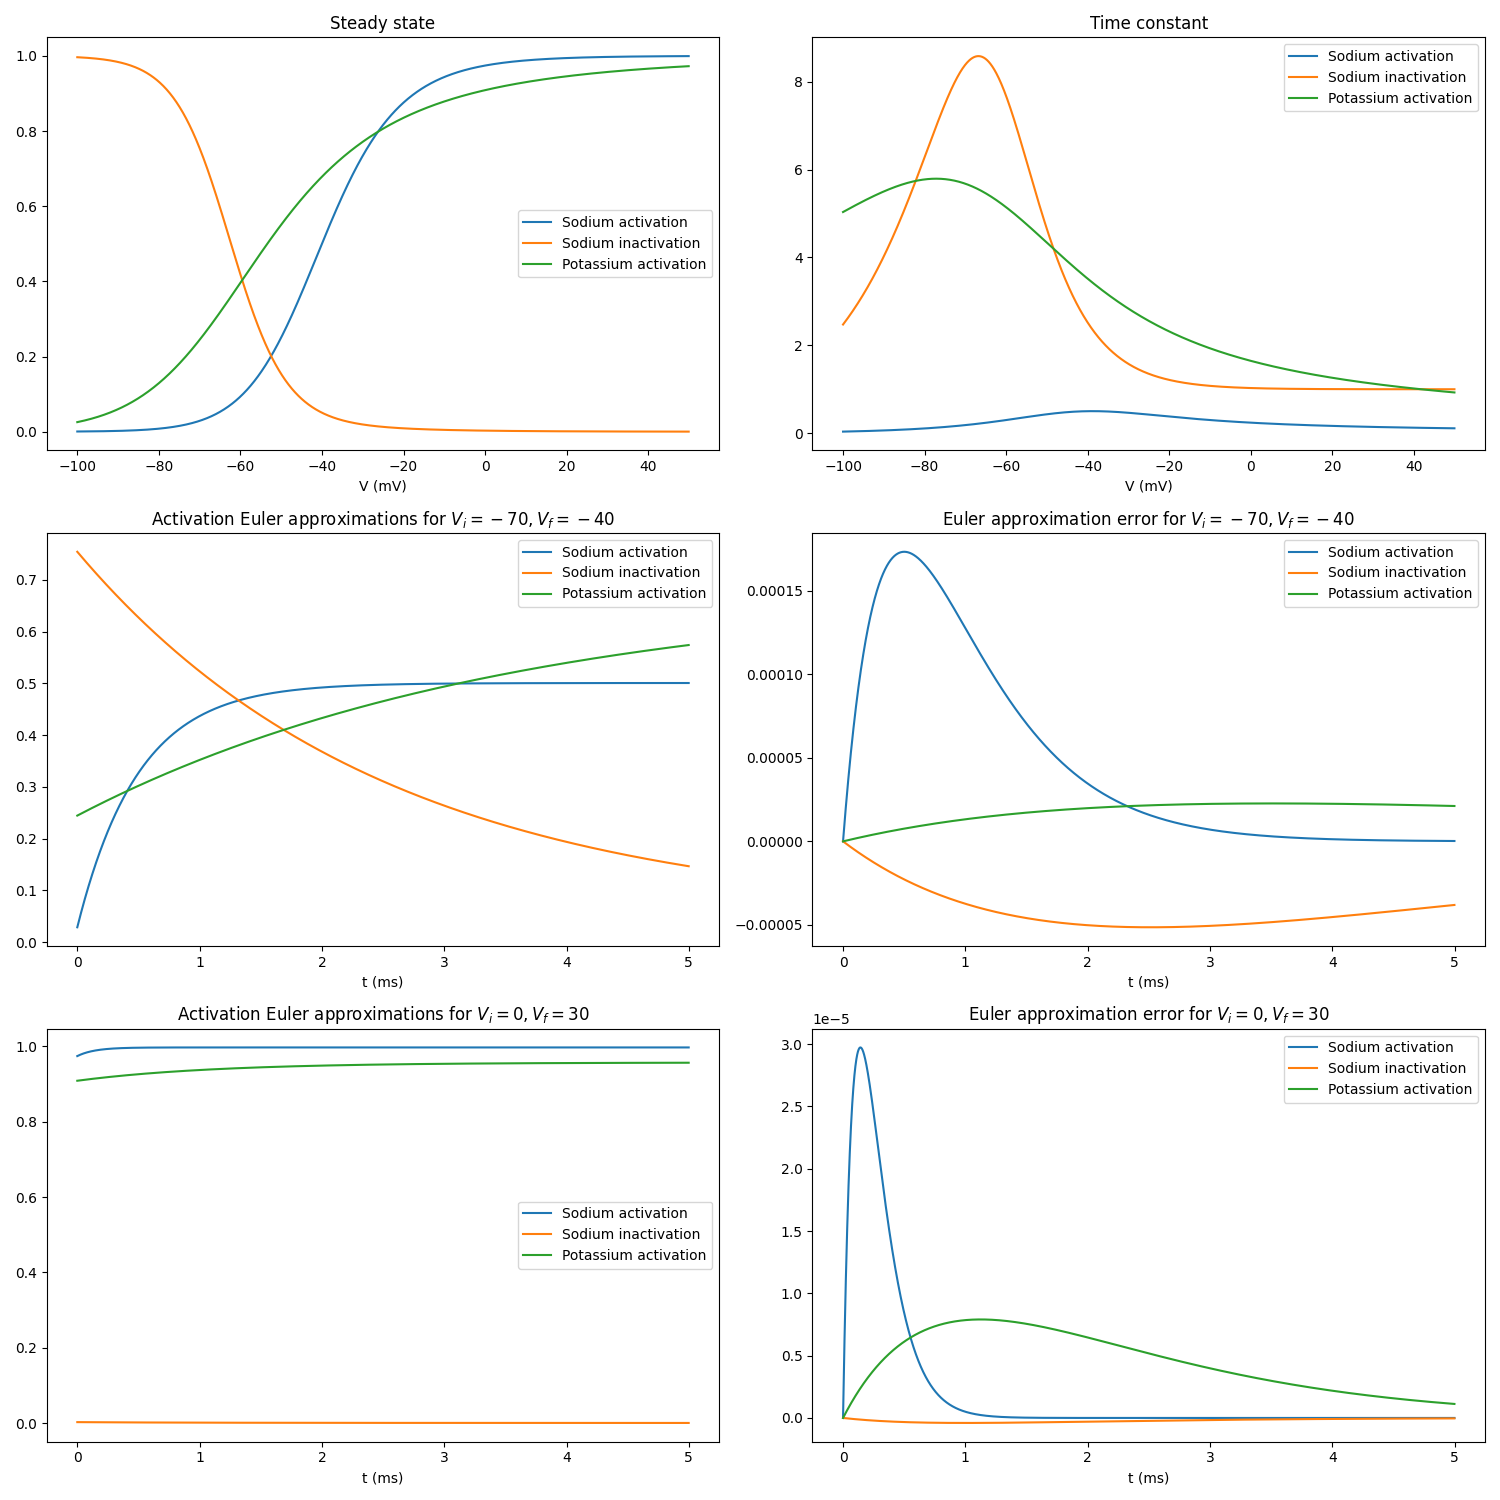 Steady state
1.0
0.8
0.6
0.4
0.2
0.0
Sodium activation
Sodium inactivation
Potassium activation
−100 −80 −60 −40 −20 0 20 40
V (mV)
Time constant
8
6
4
2
0
Sodium activation
Sodium inactivation
Potassium activation
−100 −80 −60 −40 −20 0 20 40
V (mV)
Activation Euler approximations for $V_i = -70, V_f = -40$
0.7
0.6
0.5
0.4
0.3
0.2
0.1
0.0
Sodium activation
Sodium inactivation
Potassium activation
0 1 2 3 4 5
t (ms)
Euler approximation error for $V_i = -70, V_f = -40$
0.00015
0.00010
0.00005
0.00000
−0.00005
Sodium activation
Sodium inactivation
Potassium activation
0 1 2 3 4 5
t (ms)
Activation Euler approximations for $V_i = 0, V_f = 30$
1.0
0.8
0.6
0.4
0.2
0.0
Sodium activation
Sodium inactivation
Potassium activation
0 1 2 3 4 5
t (ms)
Euler approximation error for $V_i = 0, V_f = 30$
1e−5
3.0
2.5
2.0
1.5
1.0
0.5
0.0
Sodium activation
Sodium inactivation
Potassium activation
0 1 2 3 4 5
t (ms)